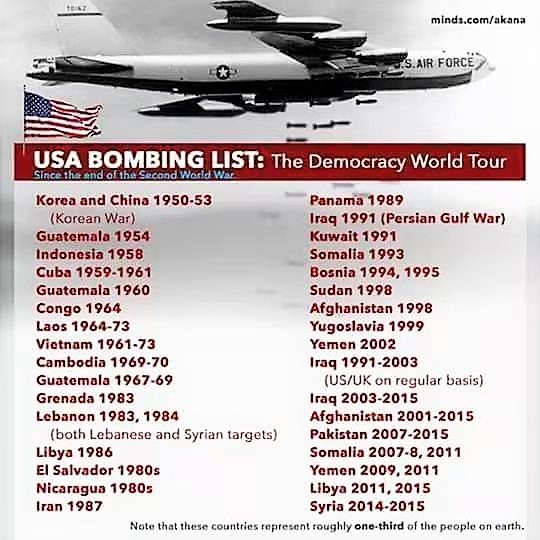 TO162
minds.com/akana
U.S. AIR FORCE
USA BOMBING LIST: The Democracy World Tour
Since the end of the Second World War.
Korea and China 1950-53
(Korean War)
Guatemala 1954
Indonesia 1958
Cuba 1959-1961
Guatemala 1960
Congo 1964
Laos 1964-73
Vietnam 1961-73
Cambodia 1969-70
Guatemala 1967-69
Grenada 1983
Lebanon 1983, 1984
(both Lebanese and Syrian targets)
Libya 1986
El Salvador 1980s
Nicaragua 1980s
Iran 1987
Panama 1989
Iraq 1991 (Persian Gulf War)
Kuwait 1991
Somalia 1993
Bosnia 1994, 1995
Sudan 1998
Afghanistan 1998
Yugoslavia 1999
Yemen 2002
Iraq 1991-2003
(US/UK on regular basis)
Iraq 2003-2015
Afghanistan 2001-2015
Pakistan 2007-2015
Somalia 2007-8, 2011
Yemen 2009, 2011
Libya 2011, 2015
Syria 2014-2015
Note that these countries represent roughly one-third of the people on earth.